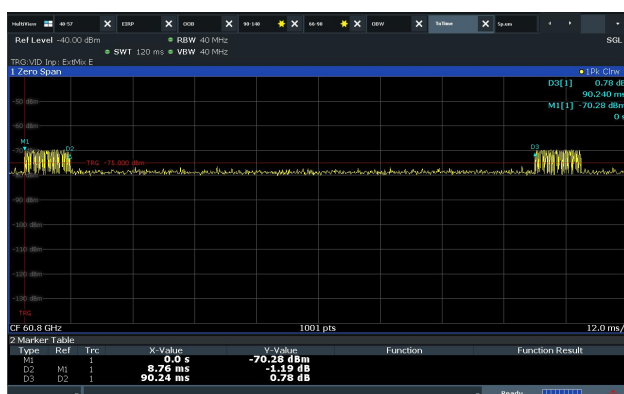 MultiView 40-57 X EIRP X OOB X 90-140 X 66-90 X OBW X TxTime X
Ref Level -40.00 dBm RBW 40 MHz SGL
SWT 120 ms VBW 40 MHz
TRG:VID Inp: ExtMix E
1 Zero Span 1Pk Clrw
D3[1] 0.78 dB
90.240 ms
M1[1] -70.28 dBm
0 s
-50 dBm
-60 dBm
M1
D2
D3
TRG -75.000 dBm
-90 dBm
-100 dBm
-110 dBm
-120 dBm
-130 dBm
TRG
CF 60.8 GHz 1001 pts 12.0 ms/
2 Marker Table
Type Ref Trc X-Value Y-Value Function Function Result
M1 1 0.0 s -70.28 dBm
D2 M1 1 8.76 ms -1.19 dB
D3 D2 1 90.24 ms 0.78 dB
Ready